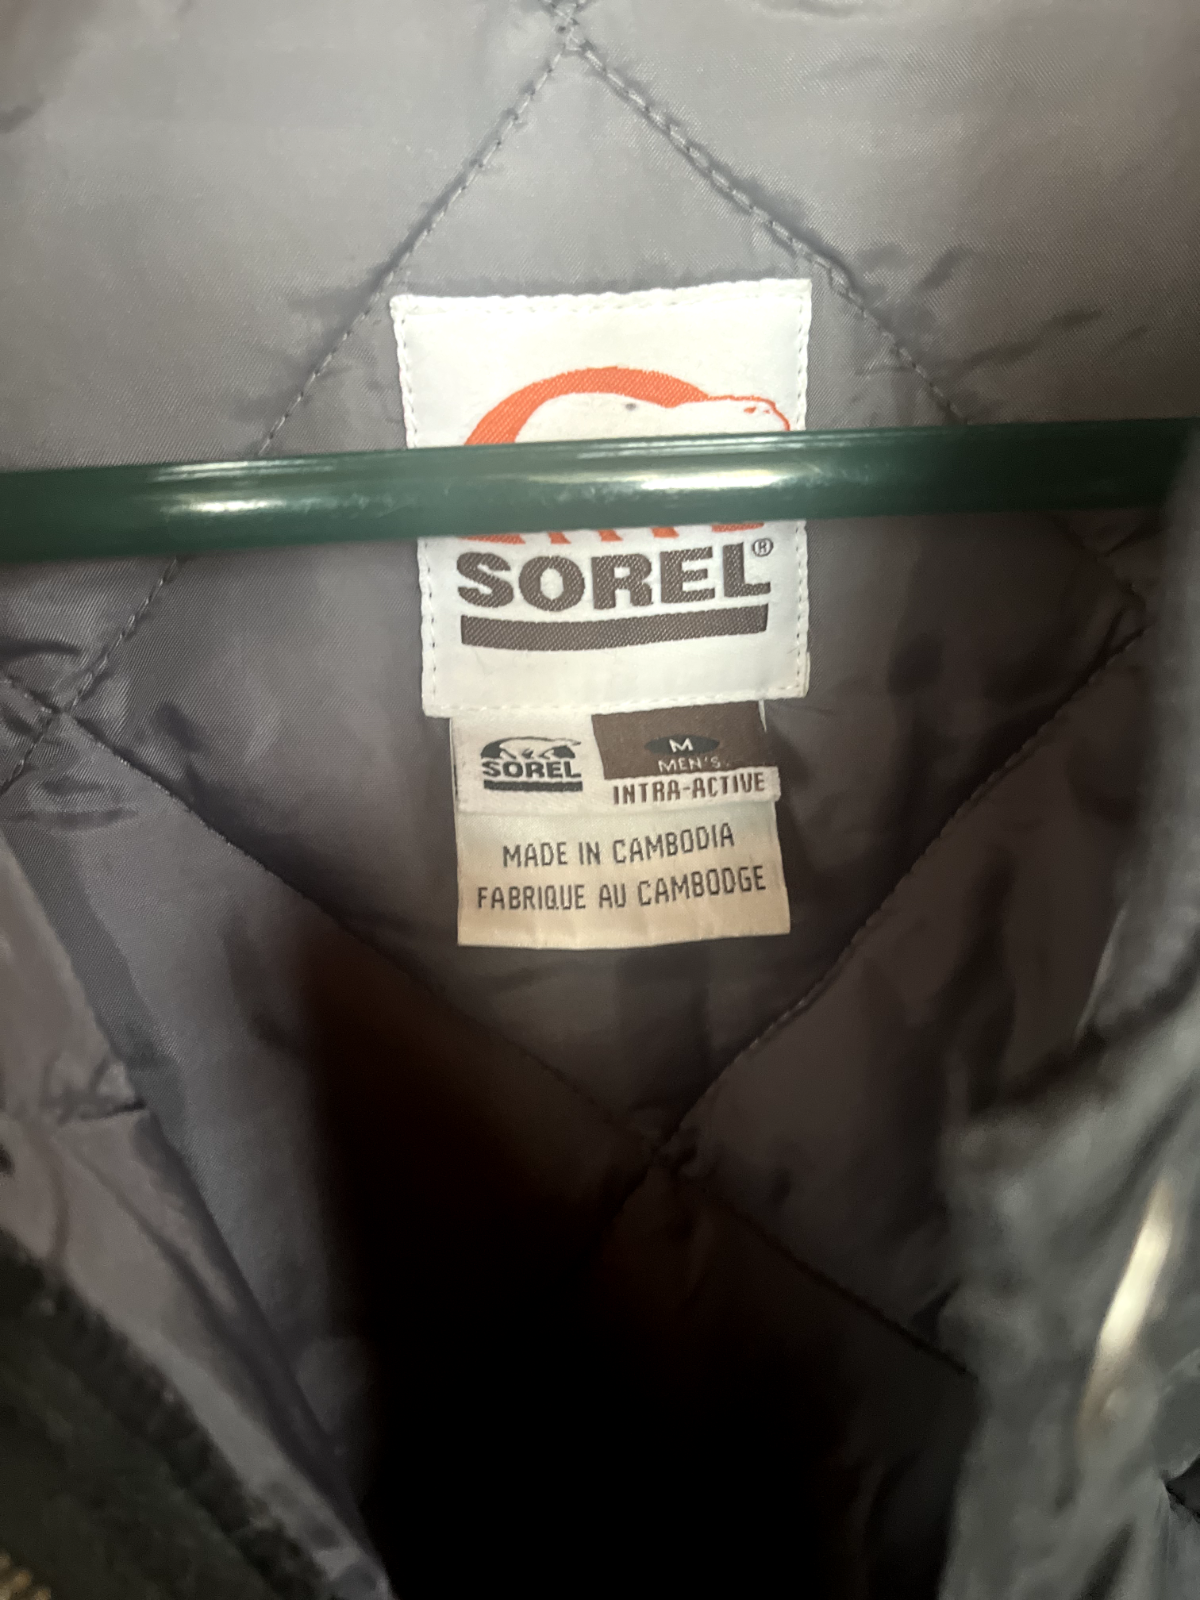 SOREL®
SOREL
M
MEN'S
INTRA-ACTIVE
MADE IN CAMBODIA
FABRIQUE AU CAMBODGE